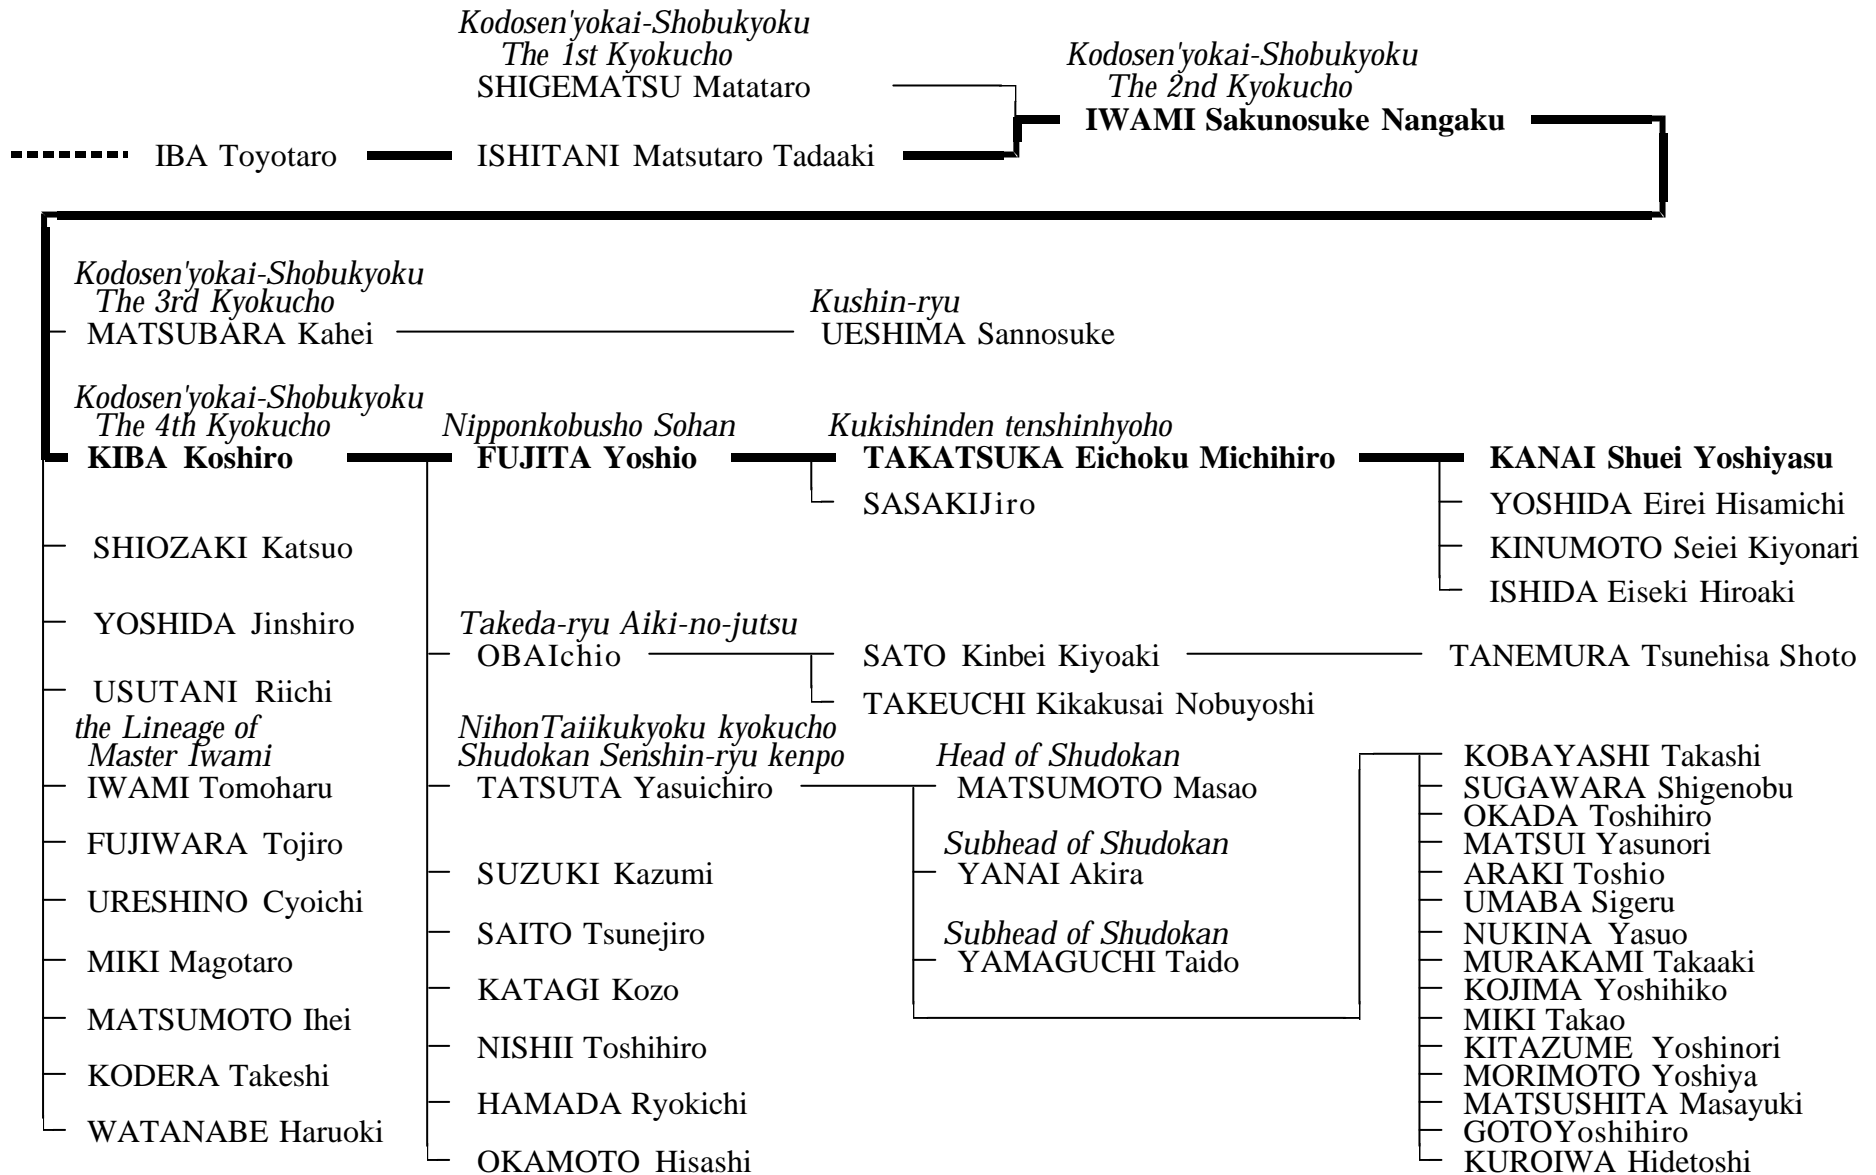 Kodosen'yokai-Shobukyoku
The 1st Kyokucho
SHIGEMATSU Matataro
Kodosen'yokai-Shobukyoku
The 2nd Kyokucho
IWAMI Sakunosuke Nangaku
IBA Toyotaro
ISHITANI Matsutaro Tadaaki
Kodosen'yokai-Shobukyoku
The 3rd Kyokucho
MATSUBARA Kahei
Kushin-ryu
UESHIMA Sannosuke
Kodosen'yokai-Shobukyoku
The 4th Kyokucho
KIBA Koshiro
Nipponkobusho Sohan
FUJITA Yoshio
Kukishinden tenshinhyoho
TAKATSUKA Eichoku Michihiro
KANAI Shuei Yoshiyasu
SASAKIJiro
YOSHIDA Eirei Hisamichi
KINUMOTO Seiei Kiyonari
ISHIDA Eiseki Hiroaki
SHIOZAKI Katsuo
YOSHIDA Jinshiro
USUTANI Riichi
the Lineage of
Master Iwami
IWAMI Tomoharu
FUJIWARA Tojiro
URESHINO Cyoichi
MIKI Magotaro
MATSUMOTO Ihei
KODERA Takeshi
WATANABE Haruoki
Takeda-ryu Aiki-no-jutsu
OBAIchio
SATO Kinbei Kiyoaki
TANEMURA Tsunehisa Shoto
TAKEUCHI Kikakusai Nobuyoshi
NihonTaiikukyoku kyokucho
Shudokan Senshin-ryu kenpo
TATSUTA Yasuichiro
SUZUKI Kazumi
SAITO Tsunejiro
KATAGI Kozo
NISHII Toshihiro
HAMADA Ryokichi
OKAMOTO Hisashi
Head of Shudokan
MATSUMOTO Masao
Subhead of Shudokan
YANAI Akira
Subhead of Shudokan
YAMAGUCHI Taido
KOBAYASHI Takashi
SUGAWARA Shigenobu
OKADA Toshihiro
MATSUI Yasunori
ARAKI Toshio
UMABA Sigeru
NUKINA Yasuo
MURAKAMI Takaaki
KOJIMA Yoshihiko
MIKI Takao
KITAZUME Yoshinori
MORIMOTO Yoshiya
MATSUSHITA Masayuki
GOTOYoshihiro
KUROIWA Hidetoshi